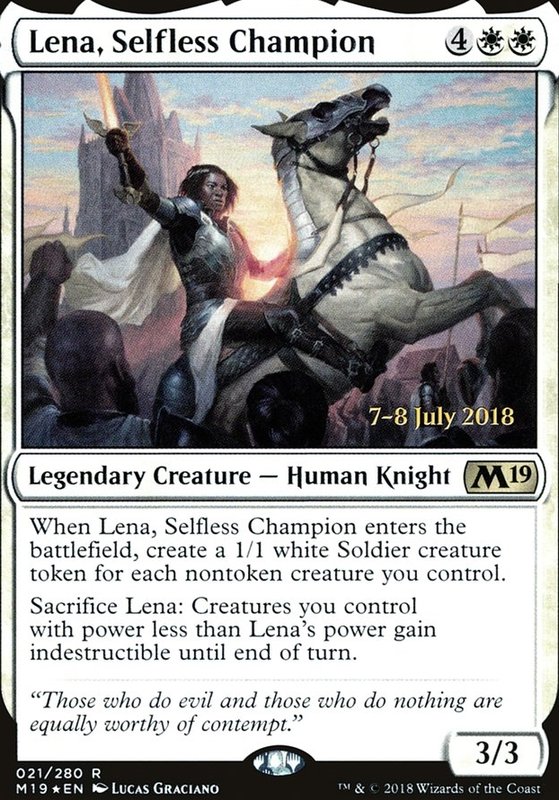 Lena, Selfless Champion 4
7–8 July 2018
Legendary Creature — Human Knight M19
When Lena, Selfless Champion enters the
battlefield, create a 1/1 white Soldier creature
token for each nontoken creature you control.
Sacrifice Lena: Creatures you control
with power less than Lena's power gain
indestructible until end of turn.
“Those who do evil and those who do nothing are
equally worthy of contempt.”
3/3
021/280 R
M19 ★ EN Lucas Graciano ™ & © 2018 Wizards of the Coast